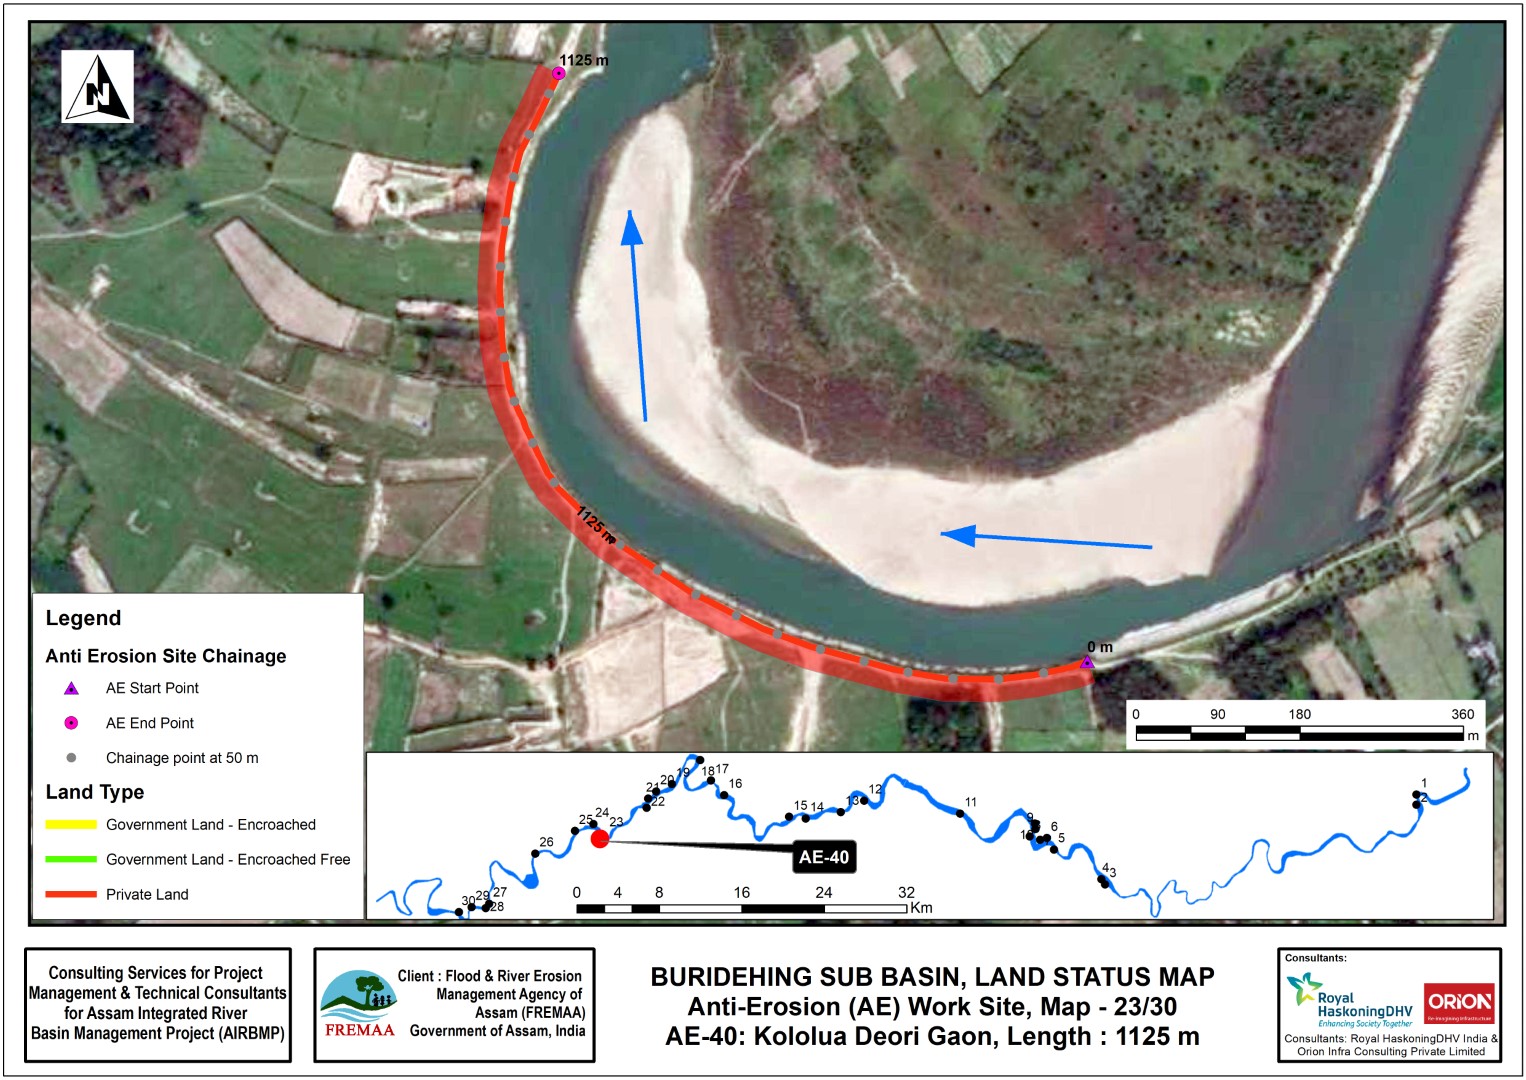 N
1125 m
1125 m
0 m
0 90 180 360
m
Legend
Anti Erosion Site Chainage
AE Start Point
AE End Point
Chainage point at 50 m
Land Type
Government Land - Encroached
Government Land - Encroached Free
Private Land
1
2
3
4
5
6
9
11
12
13
14
15
16
17
18
19
20
21
22
23
24
25
26
27
28
29
30
AE-40
0 4 8 16 24 32
Km
Consulting Services for Project
Management & Technical Consultants
for Assam Integrated River
Basin Management Project (AIRBMP)
FREMAA
Client : Flood & River Erosion
Management Agency of
Assam (FREMAA)
Government of Assam, India
BURIDEHING SUB BASIN, LAND STATUS MAP
Anti-Erosion (AE) Work Site, Map - 23/30
AE-40: Kololua Deori Gaon, Length : 1125 m
Consultants:
Royal
HaskoningDHV
Enhancing Society Together
ORION
Re-imagining infrastructure
Consultants: Royal HaskoningDHV India &
Orion Infra Consulting Private Limited